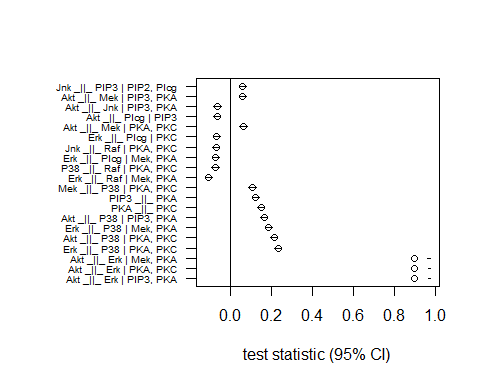 Jnk _||_ PIP3 | PIP2, Plcg
Akt _||_ Mek | PIP3, PKA
Akt _||_ Jnk | PIP3, PKA
Akt _||_ Plcg | PIP3
Akt _||_ Mek | PKA, PKC
Erk _||_ Plcg | PKC
Jnk _||_ Raf | PKA, PKC
Erk _||_ Plcg | Mek, PKA
P38 _||_ Raf | PKA, PKC
Erk _||_ Raf | Mek, PKA
Mek _||_ P38 | PKA, PKC
PIP3 _||_ PKA
PKA _||_ PKC
Akt _||_ P38 | PIP3, PKA
Erk _||_ P38 | Mek, PKA
Akt _||_ P38 | PKA, PKC
Erk _||_ P38 | PKA, PKC
Akt _||_ Erk | Mek, PKA
Akt _||_ Erk | PKA, PKC
Akt _||_ Erk | PIP3, PKA
0.0 0.2 0.4 0.6 0.8 1.0
test statistic (95% CI)